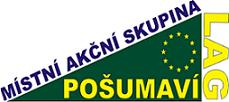 MÍSTNÍ AKČNÍ SKUPINA
POŠUMAVÍ
LAG